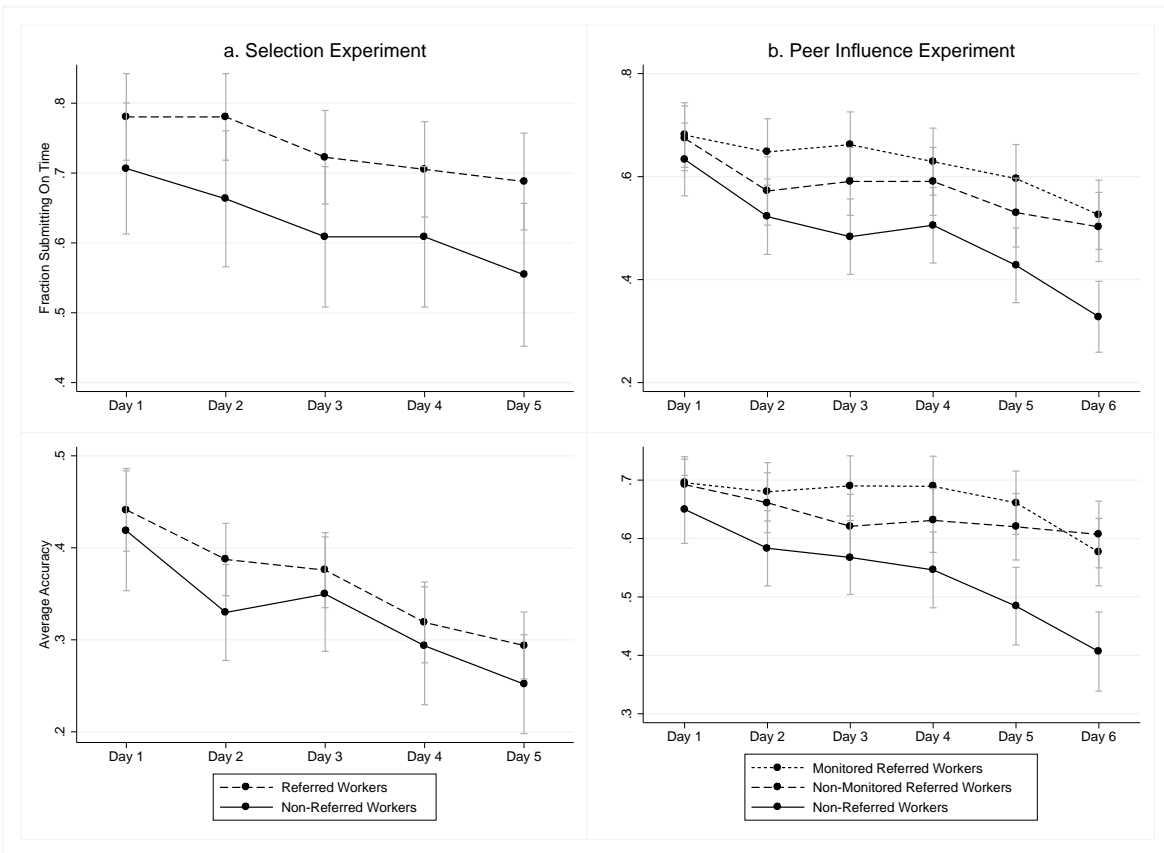 a. Selection Experiment
Fraction Submitting On Time
.8
.7
.6
.5
.4
Day 1 Day 2 Day 3 Day 4 Day 5
b. Peer Influence Experiment
.8
.6
.4
.2
Day 1 Day 2 Day 3 Day 4 Day 5 Day 6
Average Accuracy
.5
.4
.3
.2
Day 1 Day 2 Day 3 Day 4 Day 5
Referred Workers
Non-Referred Workers
.7
.6
.5
.4
.3
Day 1 Day 2 Day 3 Day 4 Day 5 Day 6
Monitored Referred Workers
Non-Monitored Referred Workers
Non-Referred Workers